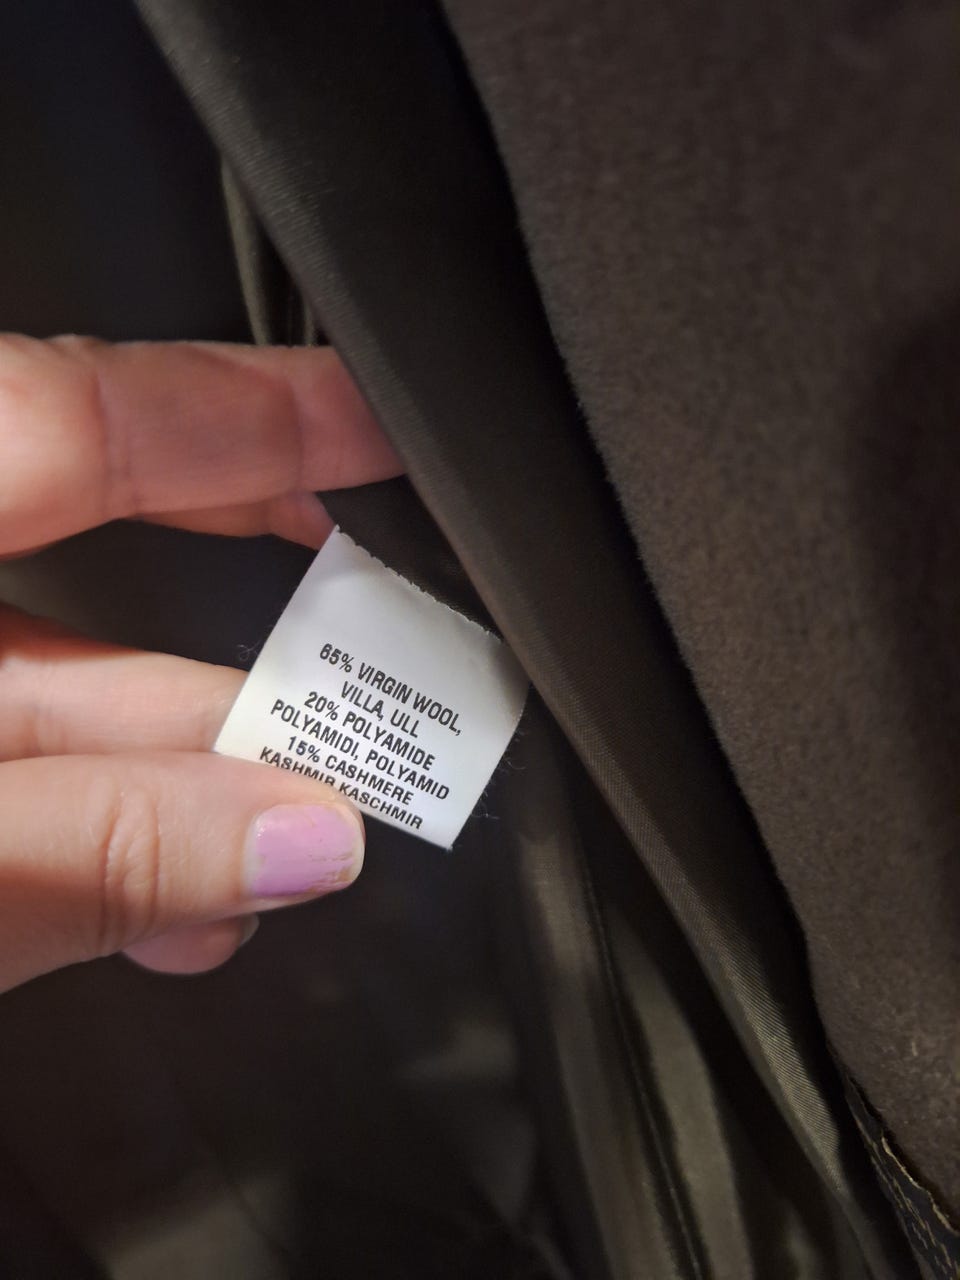 65% VIRGIN WOOL,
VILLA, ULL
20% POLYAMIDE
POLYAMIDI, POLYAMID
15% CASHMERE
KASHMIR KASCHMIR